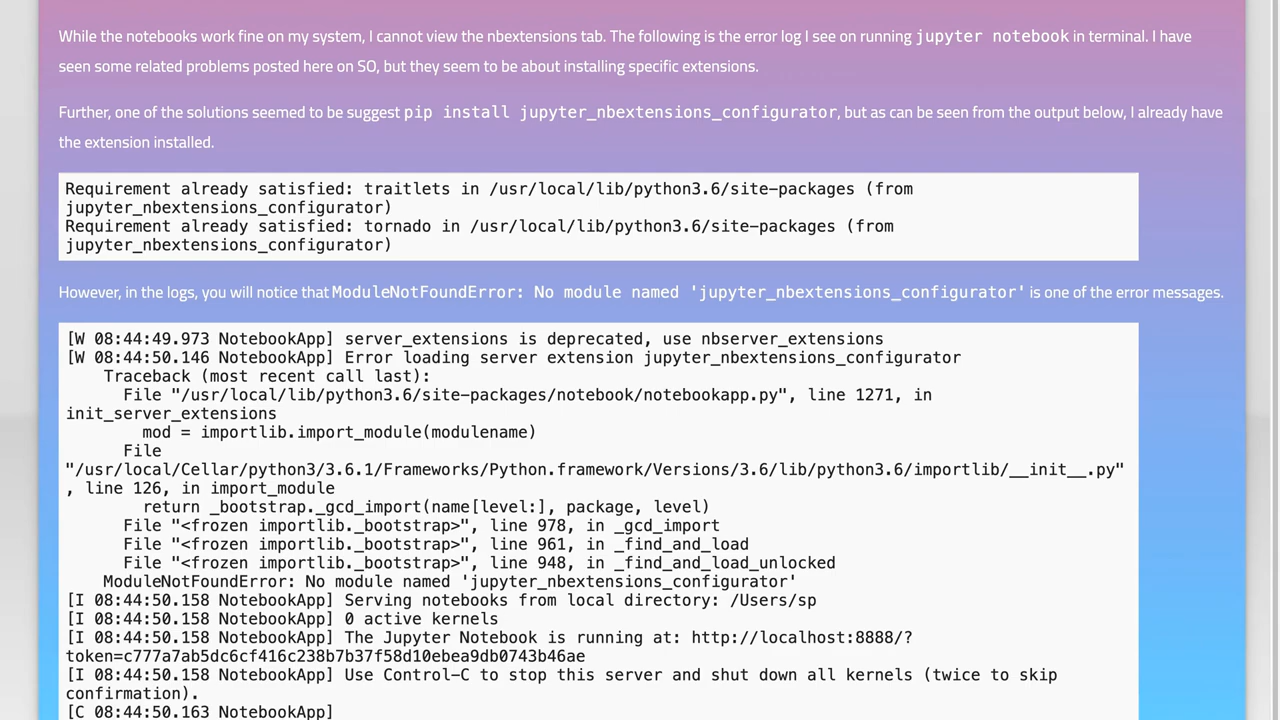 While the notebooks work fine on my system, I cannot view the nbextensions tab. The following is the error log I see on running jupyter notebook in terminal. I have
seen some related problems posted here on SO, but they seem to be about installing specific extensions.
Further, one of the solutions seemed to be suggest pip install jupyter_nbextensions_configurator, but as can be seen from the output below, I already have
the extension installed.
Requirement already satisfied: traitlets in /usr/local/lib/python3.6/site-packages (from
jupyter_nbextensions_configurator)
Requirement already satisfied: tornado in /usr/local/lib/python3.6/site-packages (from
jupyter_nbextensions_configurator)
However, in the logs, you will notice that ModuleNotFoundError: No module named 'jupyter_nbextensions_configurator' is one of the error messages.
[W 08:44:49.973 NotebookApp] server_extensions is deprecated, use nbserver_extensions
[W 08:44:50.146 NotebookApp] Error loading server extension jupyter_nbextensions_configurator
Traceback (most recent call last):
File "/usr/local/lib/python3.6/site-packages/notebook/notebookapp.py", line 1271, in
init_server_extensions
mod = importlib.import_module(modulename)
File
"/usr/local/Cellar/python3/3.6.1/Frameworks/Python.framework/Versions/3.6/lib/python3.6/importlib/__init__.py"
, line 126, in import_module
return _bootstrap._gcd_import(name[level:], package, level)
File "<frozen importlib._bootstrap>", line 978, in _gcd_import
File "<frozen importlib._bootstrap>", line 961, in _find_and_load
File "<frozen importlib._bootstrap>", line 948, in _find_and_load_unlocked
ModuleNotFoundError: No module named 'jupyter_nbextensions_configurator'
[I 08:44:50.158 NotebookApp] Serving notebooks from local directory: /Users/sp
[I 08:44:50.158 NotebookApp] 0 active kernels
[I 08:44:50.158 NotebookApp] The Jupyter Notebook is running at: http://localhost:8888/?
token=c777a7ab5dc6cf416c238b7b37f58d10ebea9db0743b46ae
[I 08:44:50.158 NotebookApp] Use Control-C to stop this server and shut down all kernels (twice to skip
confirmation).
[C 08:44:50.163 NotebookApp]